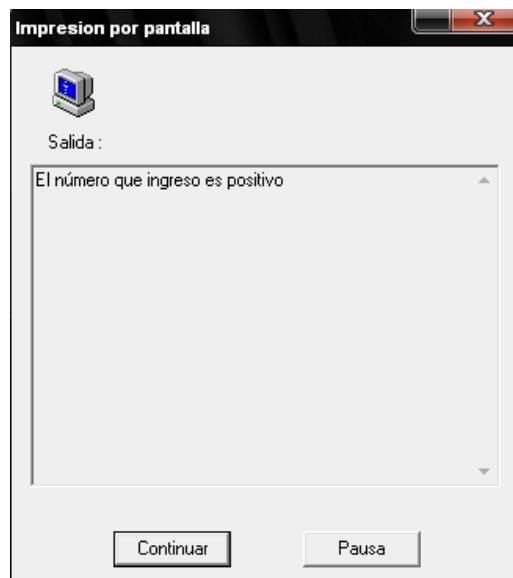 Impresion por pantalla
Salida :
El número que ingreso es positivo
Continuar
Pausa